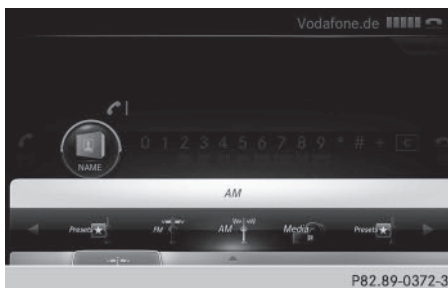 Vodafone.de
NAME
0 1 2 3 4 5 6 7 8 9 * # + C
AM
Presets FM AM Media Presets
P82.89-0372-3